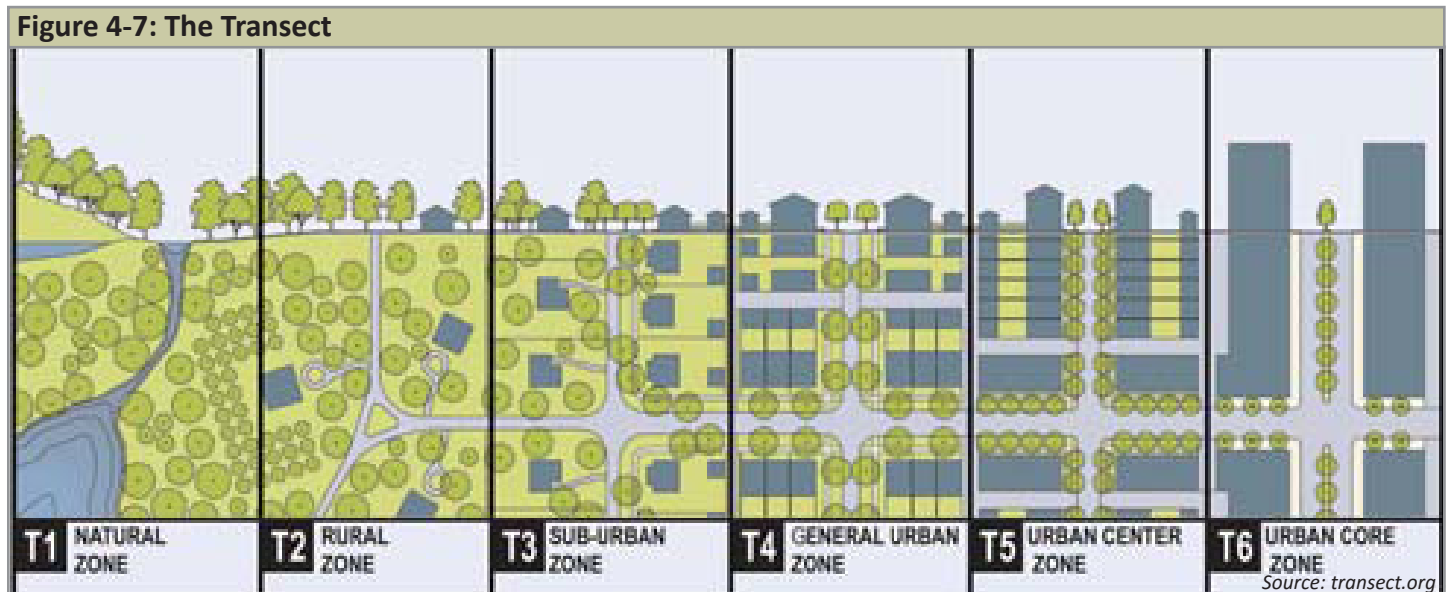 Figure 4-7: The Transect
T1 NATURAL
ZONE
T2 RURAL
ZONE
T3 SUB-URBAN
ZONE
T4 GENERAL URBAN
ZONE
T5 URBAN CENTER
ZONE
T6 URBAN CORE
ZONE
Source: transect.org